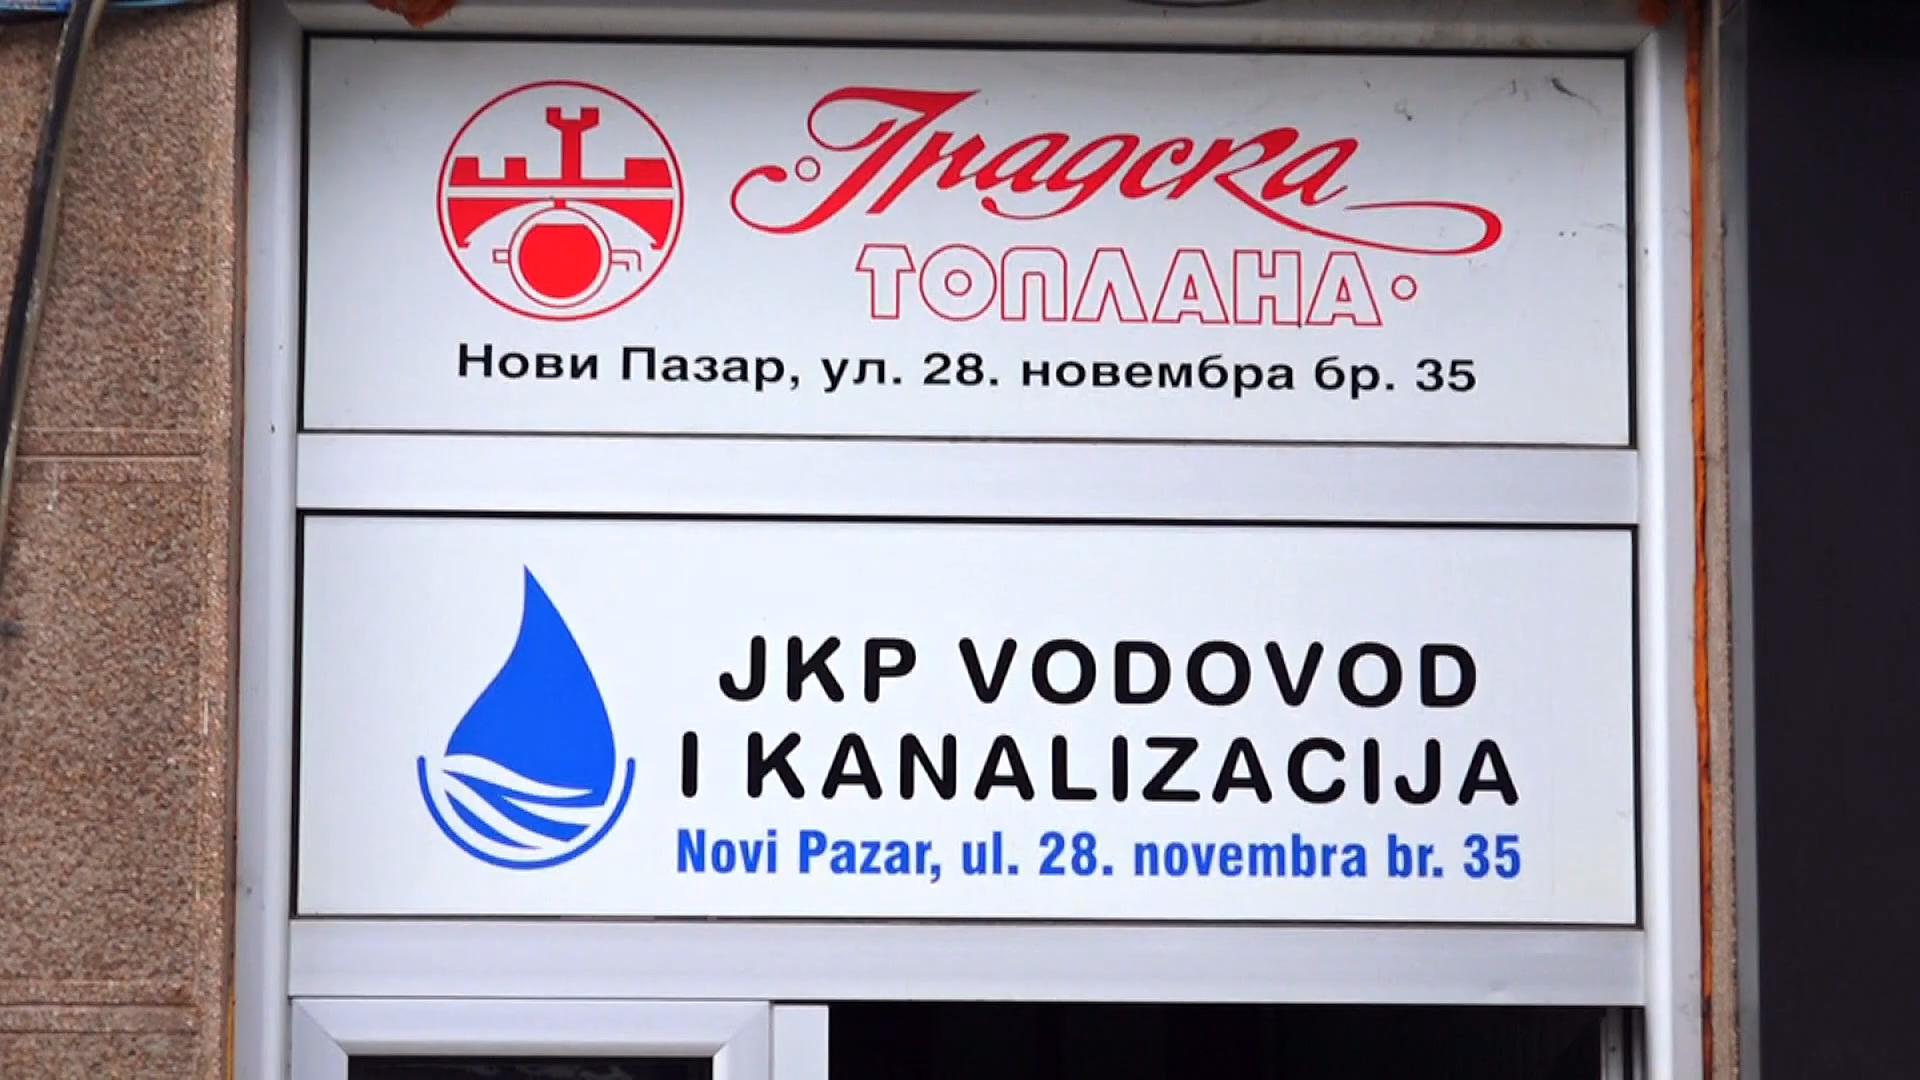 Градска
ТОПЛАНА
Нови Пазар, ул. 28. новембра бр. 35
JKP VODOVOD
I KANALIZACIJA
Novi Pazar, ul. 28. novembra br. 35